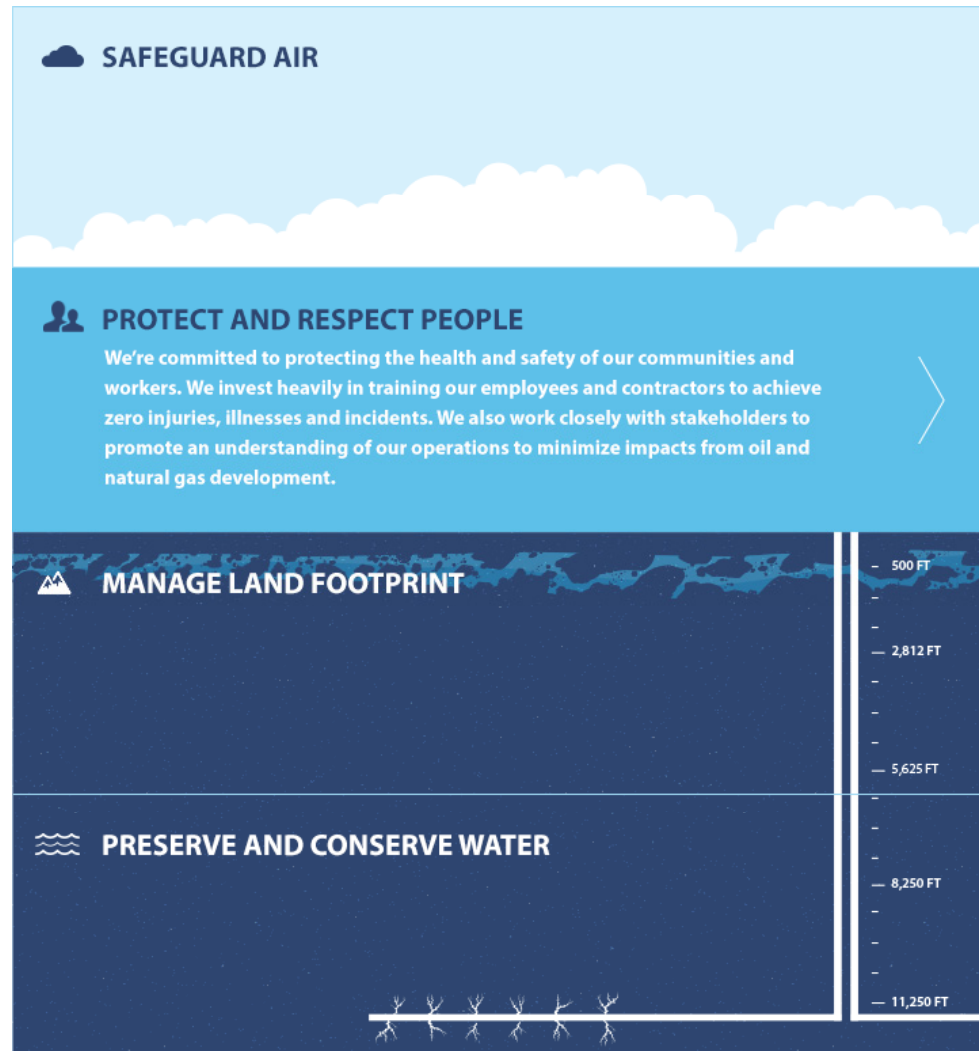 SAFEGUARD AIR
PROTECT AND RESPECT PEOPLE
We’re committed to protecting the health and safety of our communities and
workers. We invest heavily in training our employees and contractors to achieve
zero injuries, illnesses and incidents. We also work closely with stakeholders to
promote an understanding of our operations to minimize impacts from oil and
natural gas development.
MANAGE LAND FOOTPRINT
500 FT
2,812 FT
5,625 FT
PRESERVE AND CONSERVE WATER
8,250 FT
11,250 FT